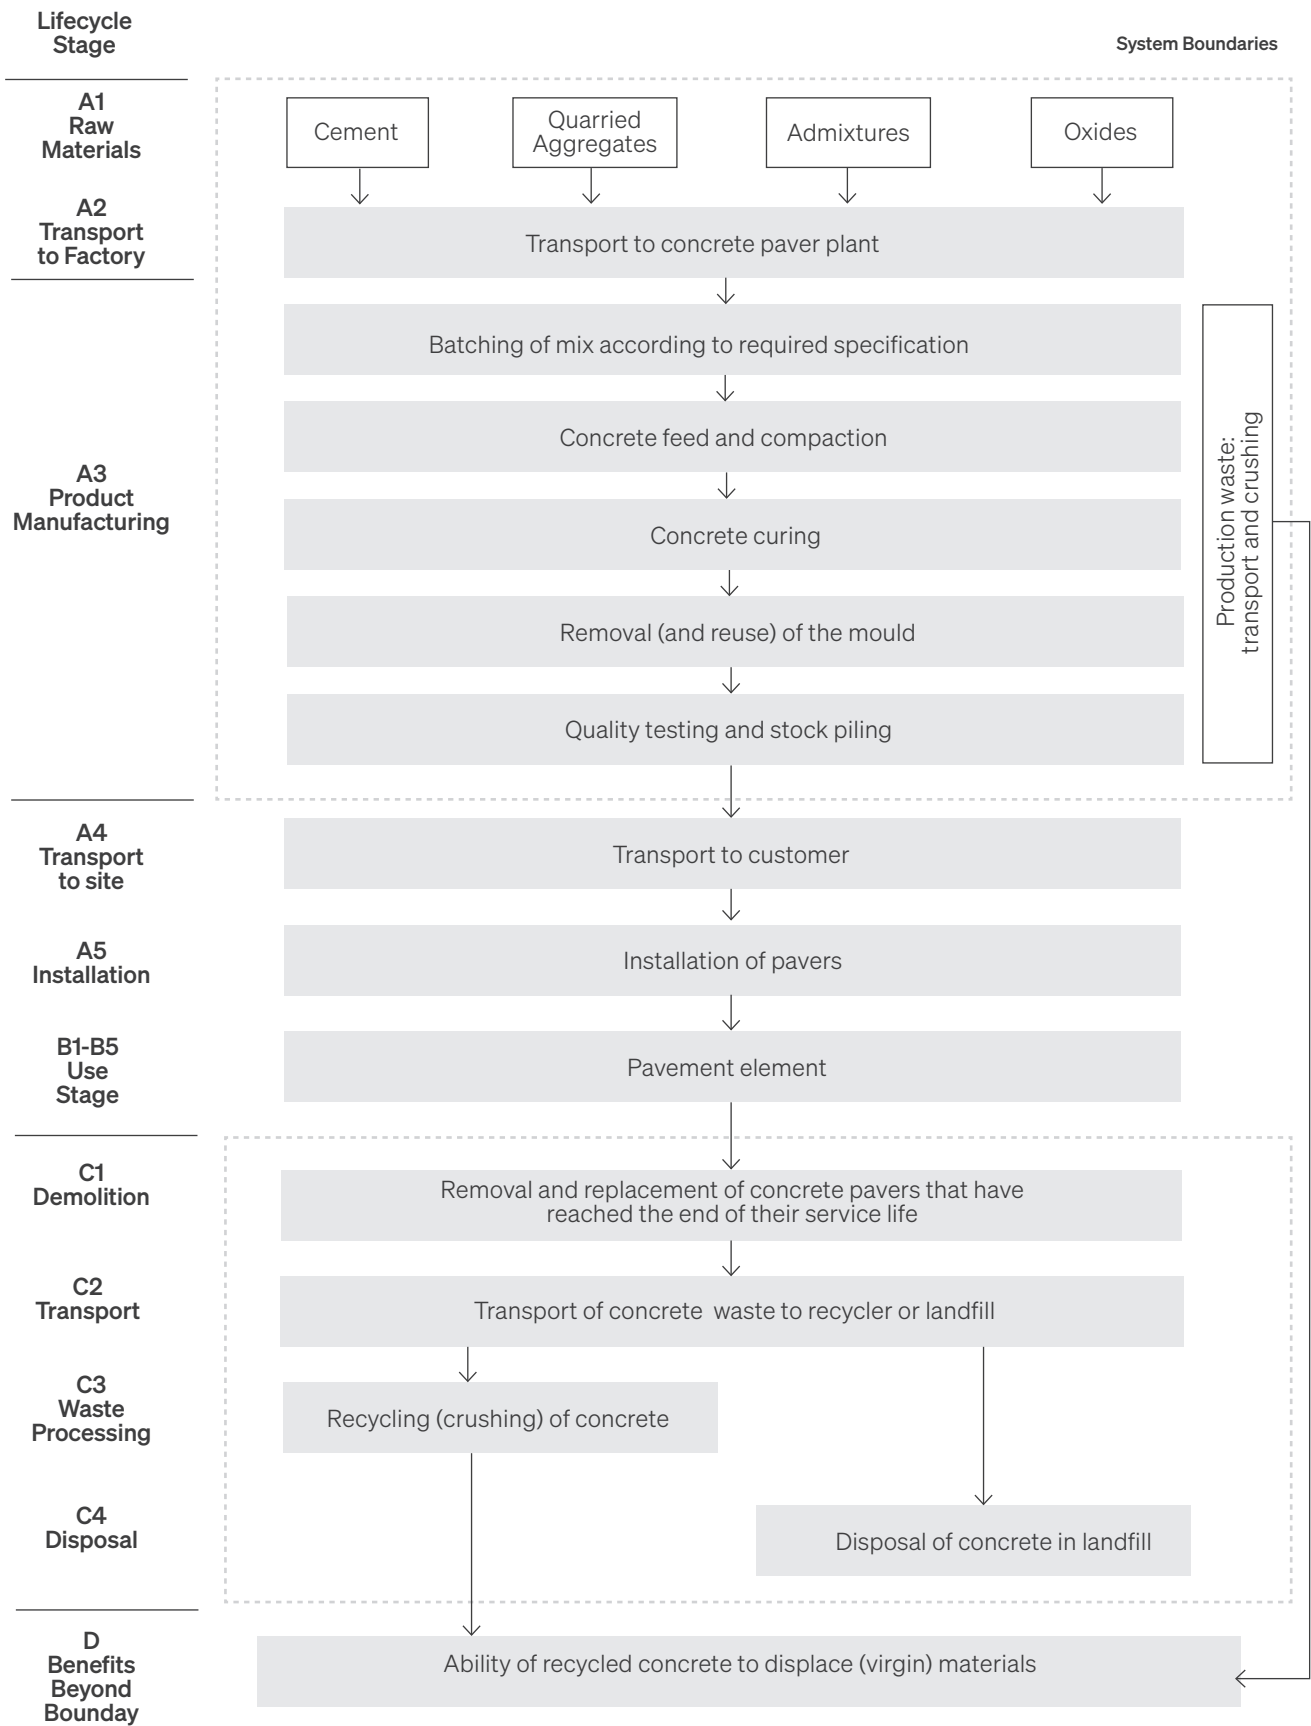 Lifecycle
Stage
System Boundaries
A1
Raw
Materials
Cement
Quarried
Aggregates
Admixtures
Oxides
A2
Transport
to Factory
Transport to concrete paver plant
A3
Product
Manufacturing
Batching of mix according to required specification
Concrete feed and compaction
Concrete curing
Removal (and reuse) of the mould
Quality testing and stock piling
Production waste:
transport and crushing
A4
Transport
to site
Transport to customer
A5
Installation
Installation of pavers
B1-B5
Use
Stage
Pavement element
C1
Demolition
Removal and replacement of concrete pavers that have
reached the end of their service life
C2
Transport
Transport of concrete waste to recycler or landfill
C3
Waste
Processing
Recycling (crushing) of concrete
C4
Disposal
Disposal of concrete in landfill
D
Benefits
Beyond
Bounday
Ability of recycled concrete to displace (virgin) materials